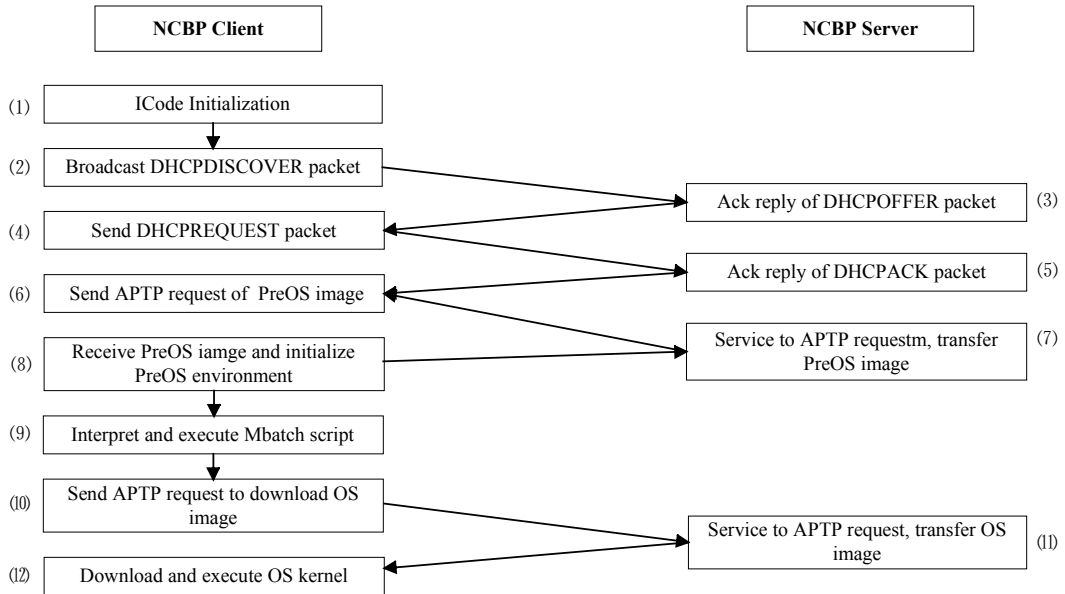 NCBP Client
NCBP Server
(1)
ICode Initialization
(2)
Broadcast DHCPDISCOVER packet
Ack reply of DHCPOFFER packet
(3)
(4)
Send DHCPREQUEST packet
Ack reply of DHCPACK packet
(5)
(6)
Send APTP request of PreOS image
Service to APTP requestm, transfer
PreOS image
(7)
(8)
Receive PreOS iamge and initialize
PreOS environment
(9)
Interpret and execute Mbatch script
(10)
Send APTP request to download OS
image
Service to APTP request, transfer OS
image
(11)
(12)
Download and execute OS kernel